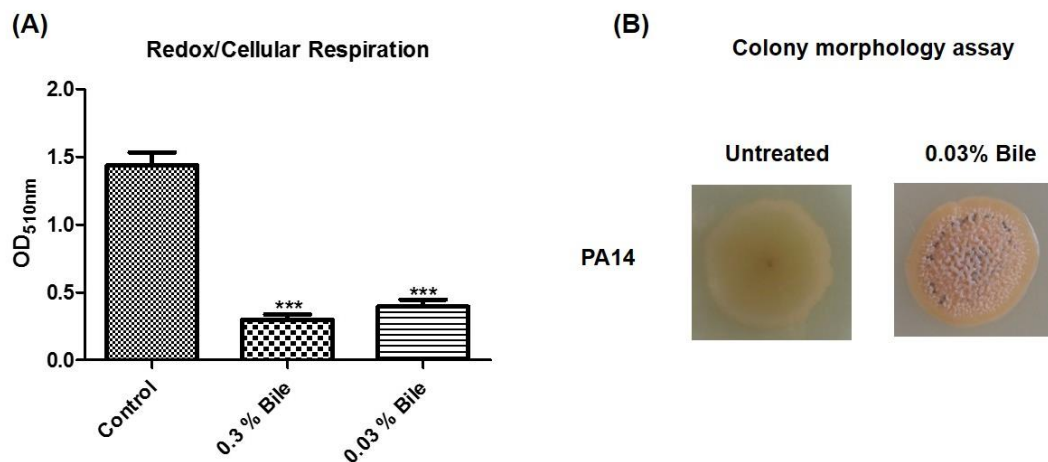 (A)
Redox/Cellular Respiration
2.0
1.5
1.0
0.5
0.0
OD510nm
***
***
Control
0.3 % Bile
0.03 % Bile
(B)
Colony morphology assay
Untreated
0.03% Bile
PA14